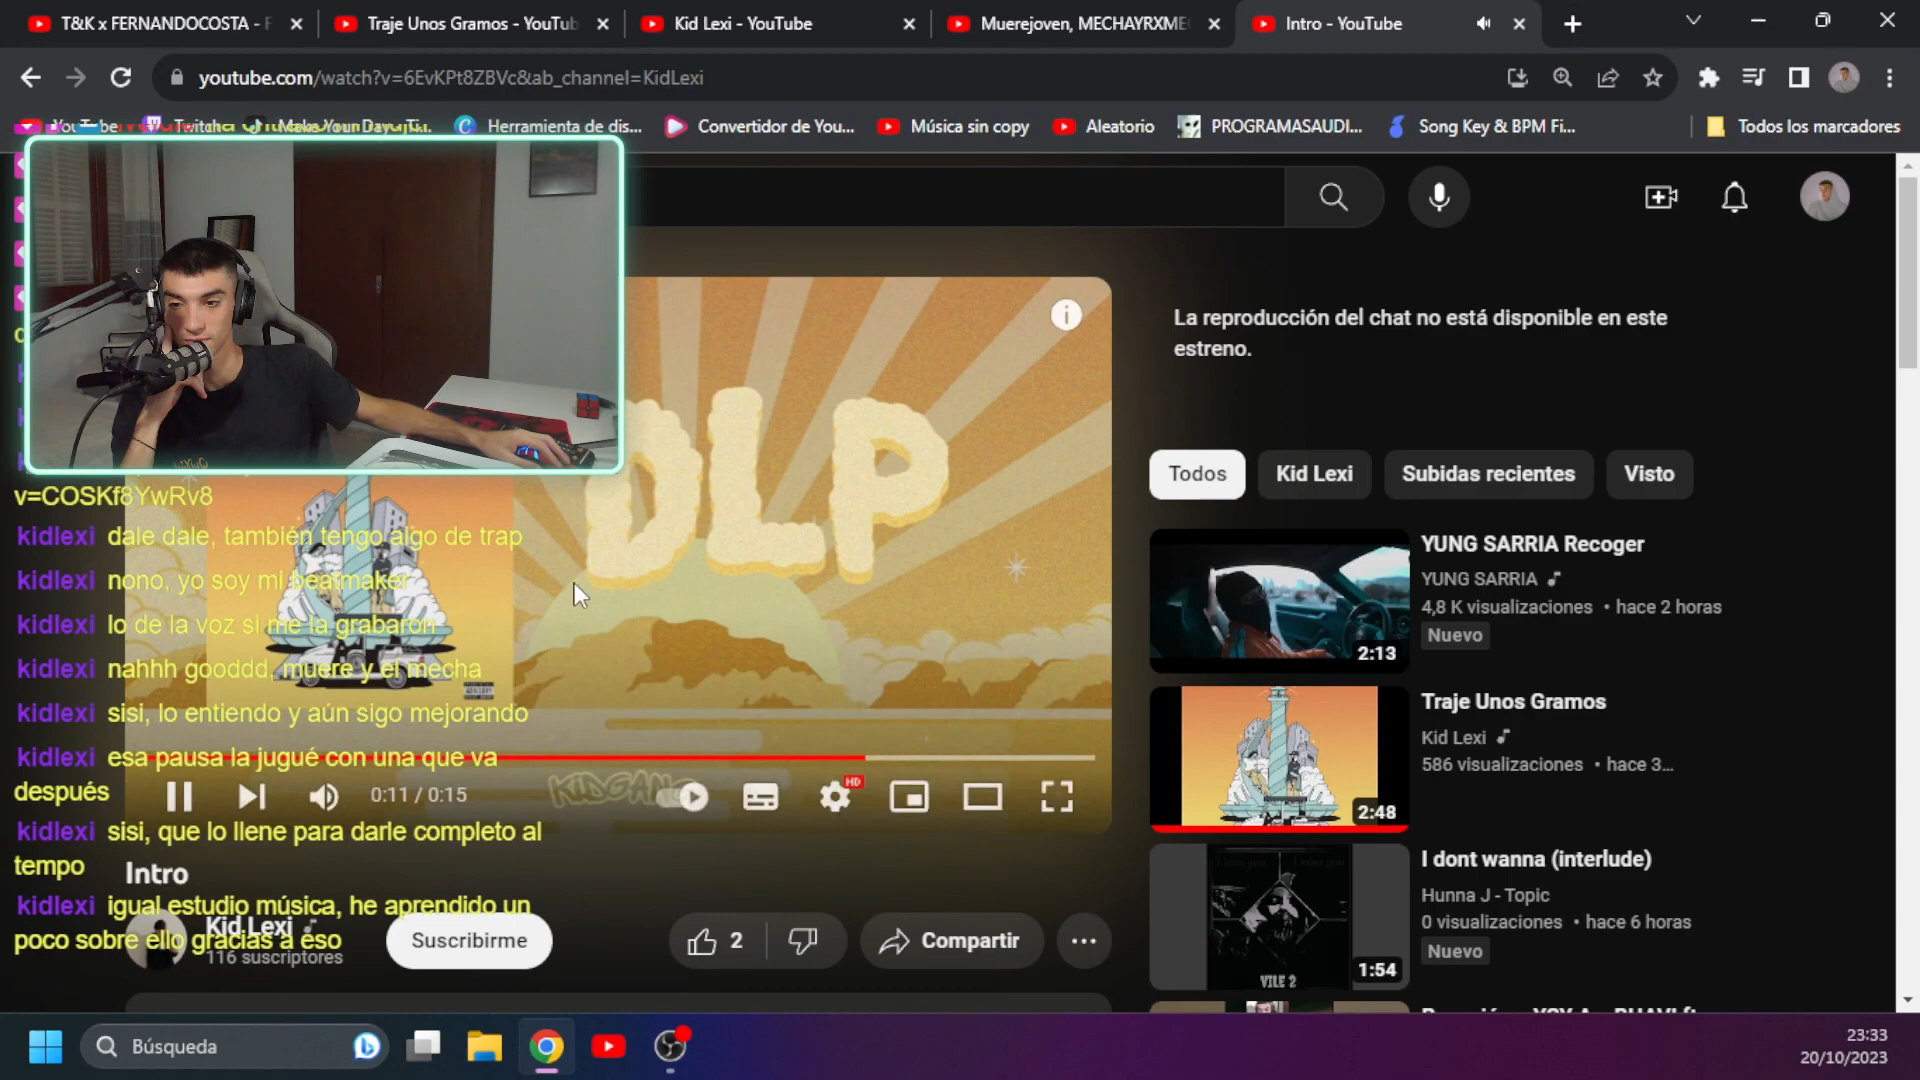 T&K x FERNANDOCOSTA - F
Traje Unos Gramos - YouTub
Kid Lexi - YouTube
Muerejoven, MECHAYRXME
Intro - YouTube
youtube.com/watch?v=6EvKPt8ZBVc&ab_channel=KidLexi
YouTube
Twitch
Make Your Day - Ti...
Herramienta de dis...
Convertidor de You...
Música sin copy
Aleatorio
PROGRAMASAUDI...
Song Key & BPM Fi...
Todos los marcadores
La reproducción del chat no está disponible en este
estreno.
DLP
v=COSKf8YwRv8
kidlexi dale dale, también tengo algo de trap
kidlexi nono, yo soy mi beatmaker
kidlexi lo de la voz si me la grabaron
kidlexi nahhh gooddd, muere y el mecha
kidlexi sisi, lo entiendo y aún sigo mejorando
kidlexi esa pausa la jugué con una que va
después
kidlexi sisi, que lo llene para darle completo al
tempo
kidlexi igual estudio música, he aprendido un
poco sobre ello gracias a eso
KIDGANG
0:11 / 0:15
HD
Intro
Kid Lexi
116 suscriptores
Suscribirme
2
Compartir
Todos
Kid Lexi
Subidas recientes
Visto
YUNG SARRIA Recoger
YUNG SARRIA
4,8 K visualizaciones • hace 2 horas
Nuevo
2:13
Traje Unos Gramos
Kid Lexi
586 visualizaciones • hace 3...
2:48
I dont wanna (interlude)
Hunna J - Topic
0 visualizaciones • hace 6 horas
Nuevo
VILE 2
1:54
Búsqueda
23:33
20/10/2023